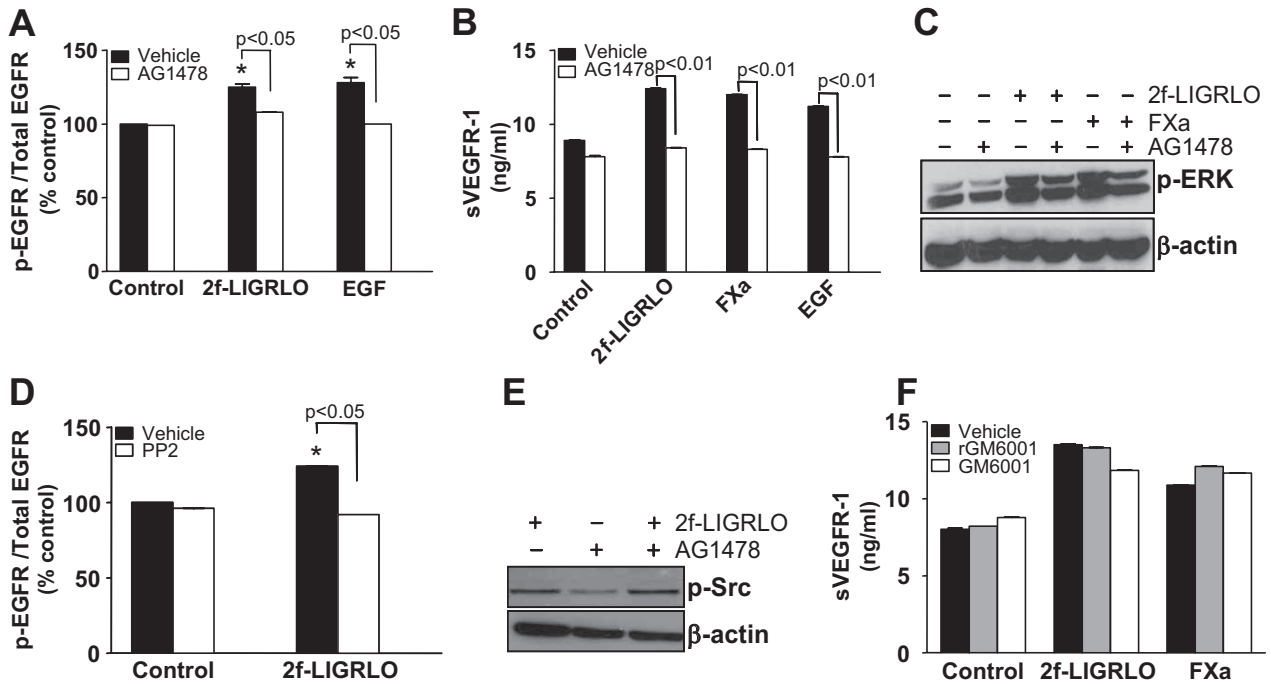 A
p-EGFR /Total EGFR
(% control)
150
100
50
0
Vehicle
AG1478
p<0.05
p<0.05
*
*
Control
2f-LIGRLO
EGF
B
sVEGFR-1
(ng/ml)
15
10
5
0
Vehicle
AG1478
p<0.01
p<0.01
p<0.01
Control
2f-LIGRLO
FXa
EGF
C
– – + + – – 2f-LIGRLO
– – – – + + FXa
– + – + – + AG1478
p-ERK
β-actin
D
p-EGFR /Total EGFR
(% control)
150
100
50
0
Vehicle
PP2
p<0.05
*
Control
2f-LIGRLO
E
+ – + 2f-LIGRLO
– + + AG1478
p-Src
β-actin
F
sVEGFR-1
(ng/ml)
15
10
5
0
Vehicle
rGM6001
GM6001
Control
2f-LIGRLO
FXa